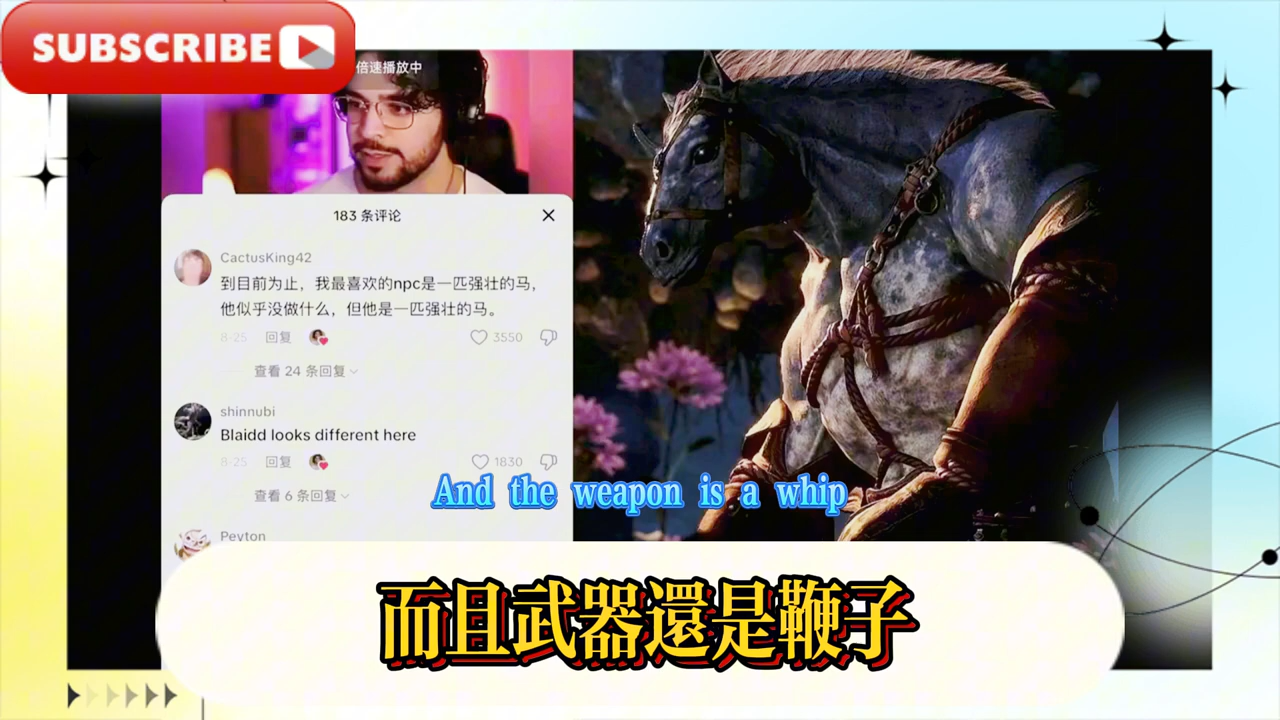 SUBSCRIBE
倍速播放中
183 条评论
CactusKing42
到目前为止，我最喜欢的npc是一匹强壮的马，
他似乎没做什么，但他是一匹强壮的马。
8-25 回复 3550
查看 24 条回复
shinnubi
Blaidd looks different here
8-25 回复 1830
查看 6 条回复
And the weapon is a whip
Peyton
而且武器還是鞭子